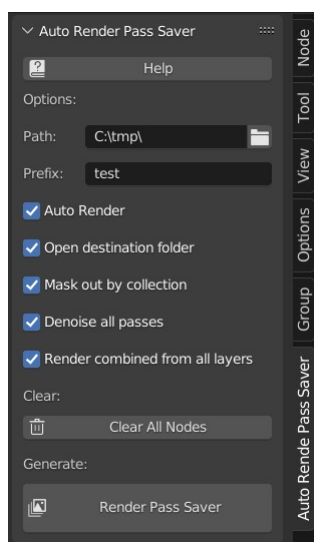 Auto Render Pass Saver
Help
Options:
Path: C:\tmp\
Prefix: test
Auto Render
Open destination folder
Mask out by collection
Denoise all passes
Render combined from all layers
Clear:
Clear All Nodes
Generate:
Render Pass Saver
Node
Tool
View
Options
Group
Auto Rende Pass Saver